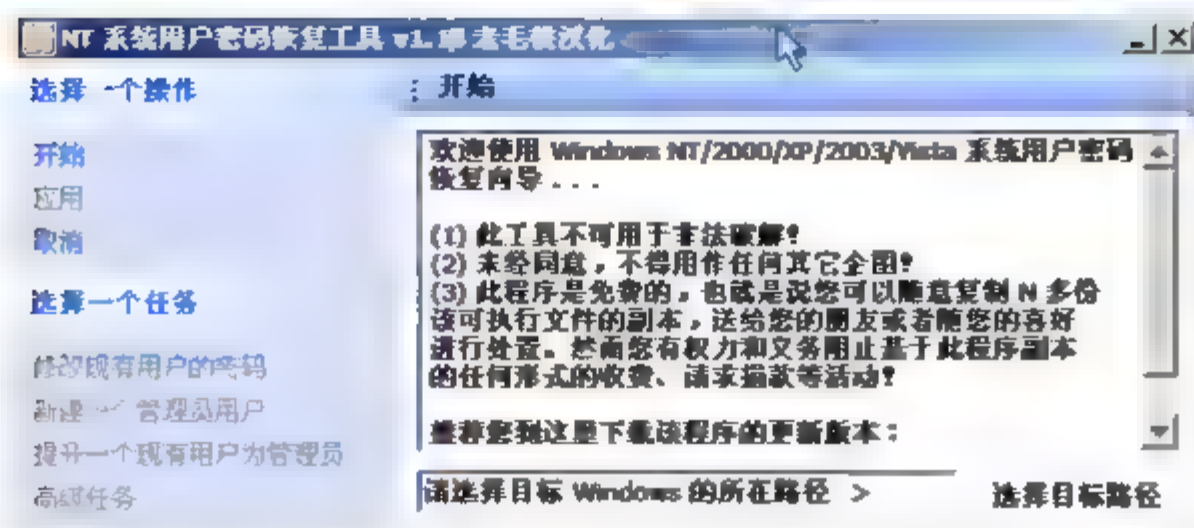 NT 系统用户密码恢复工具 老毛桃汉化
选择一个操作
开始
开始
应用
取消
选择一个任务
修改现有用户的密码
新建一个管理员用户
提升一个现有用户为管理员
高级任务
欢迎使用 Windows NT/2000/XP/2003/Vista 系统用户密码
恢复向导 . . .
(1) 此工具不可用于非法破解!
(2) 未经同意,不得用作任何其它企图!
(3) 此程序是免费的,也就是说您可以随意复制 N 多份
该可执行文件的副本,送给您的朋友或者随您的喜好
进行处置。然而您有权力和义务阻止基于此程序副本
的任何形式的收费、请求捐款等活动!
推荐您到这里下载该程序的更新版本:
请选择目标 Windows 的所在路径 >
选择目标路径